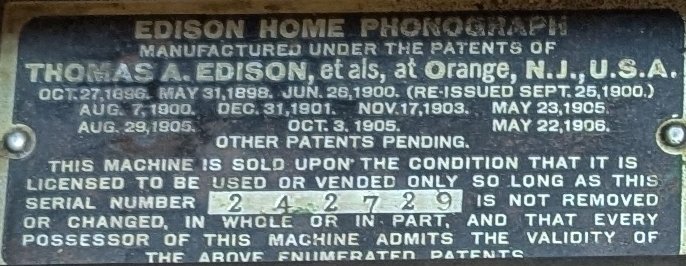 EDISON HOME PHONOGRAPH
MANUFACTURED UNDER THE PATENTS OF
THOMAS A. EDISON, et als, at Orange, N.J., U.S.A.
OCT. 27, 1896. MAY 31, 1898. JUN. 26, 1900. (RE-ISSUED SEPT. 25, 1900.)
AUG. 7, 1900. DEC. 31, 1901. NOV. 17, 1903. MAY 23, 1905.
AUG. 29, 1905. OCT. 3, 1905. MAY 22, 1906.
OTHER PATENTS PENDING.
THIS MACHINE IS SOLD UPON THE CONDITION THAT IT IS
LICENSED TO BE USED OR VENDED ONLY SO LONG AS THIS
SERIAL NUMBER 242729 IS NOT REMOVED
OR CHANGED, IN WHOLE OR IN PART, AND THAT EVERY
POSSESSOR OF THIS MACHINE ADMITS THE VALIDITY OF
THE ABOVE ENUMERATED PATENTS